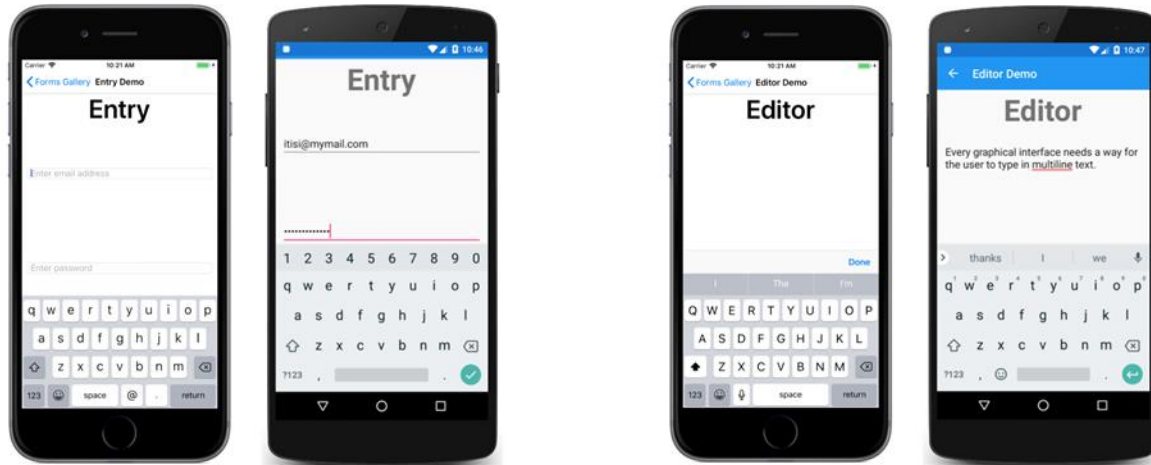 Carrier 10:21 AM
Forms Gallery Entry Demo
Entry
Enter email address
Enter password
q w e r t y u i o p
a s d f g h j k l
z x c v b n m
123 space @ . return
10:46
Entry
itisi@mymail.com
•••••••••••••
1 2 3 4 5 6 7 8 9 0
q w e r t y u i o p
a s d f g h j k l
z x c v b n m
?123 , .
Carrier 10:21 AM
Forms Gallery Editor Demo
Editor
Done
I The I'm
Q W E R T Y U I O P
A S D F G H J K L
Z X C V B N M
123 space return
10:47
Editor Demo
Editor
Every graphical interface needs a way for
the user to type in multiline text.
thanks I we
q w e r t y u i o p
a s d f g h j k l
z x c v b n m
?123 , .